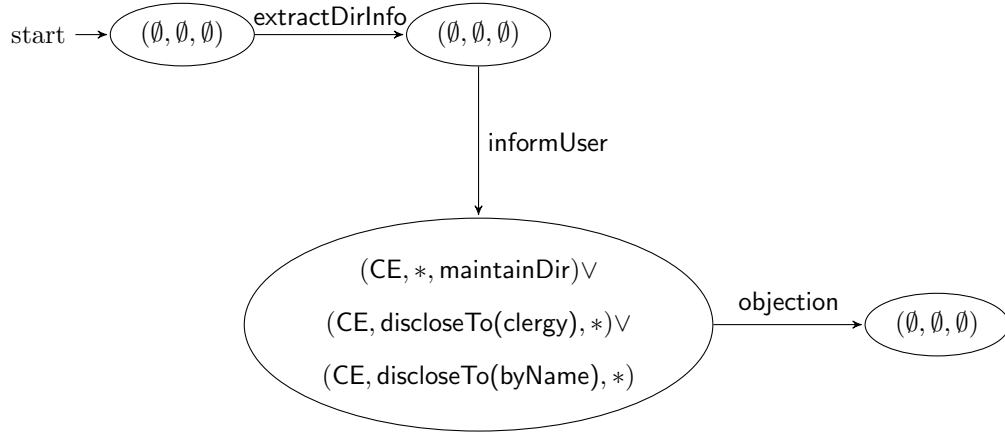 start
(∅, ∅, ∅)
extractDirInfo
(∅, ∅, ∅)
informUser
(CE, ∗, maintainDir)∨
(CE, discloseTo(clergy), ∗)∨
(CE, discloseTo(byName), ∗)
objection
(∅, ∅, ∅)